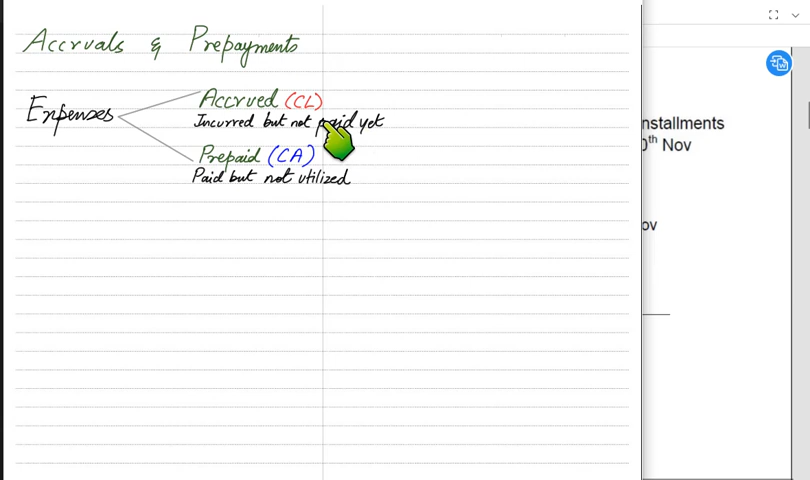 Accruals & Prepayments
Expenses
Accrued (CL)
Incurred but not paid yet
Prepaid (CA)
Paid but not utilized
nstallments
0th Nov
ov